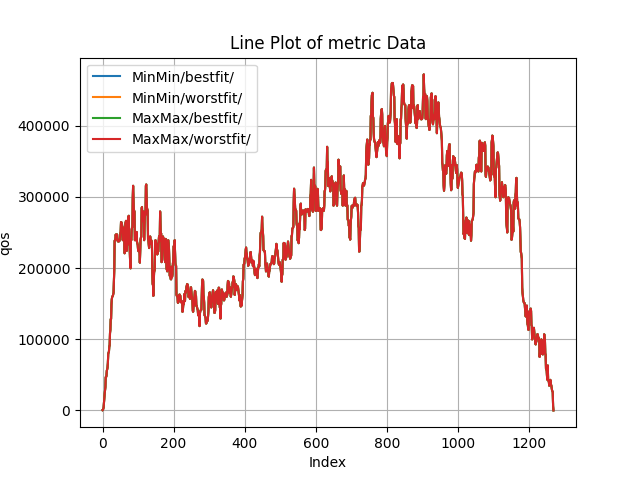 Line Plot of metric Data
MinMin/bestfit/
MinMin/worstfit/
MaxMax/bestfit/
MaxMax/worstfit/
400000
300000
200000
100000
0
qos
0 200 400 600 800 1000 1200
Index